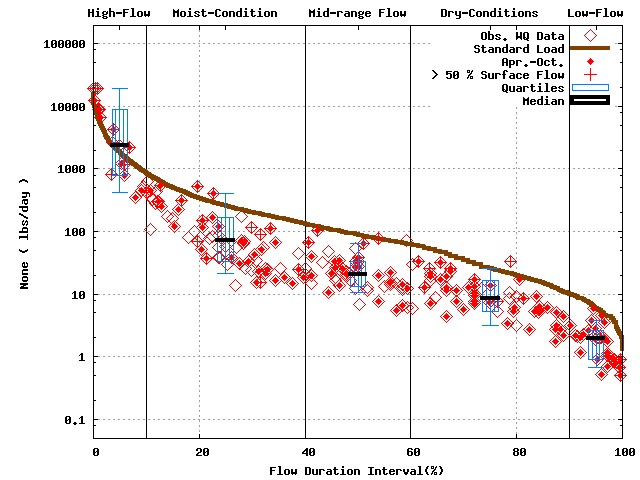 High-Flow Moist-Condition Mid-range Flow Dry-Conditions Low-Flow
Obs. WQ Data
Standard Load
Apr.-Oct.
> 50 % Surface Flow
Quartiles
Median
100000
10000
1000
100
10
1
0.1
None ( lbs/day )
0 20 40 60 80 100
Flow Duration Interval(%)